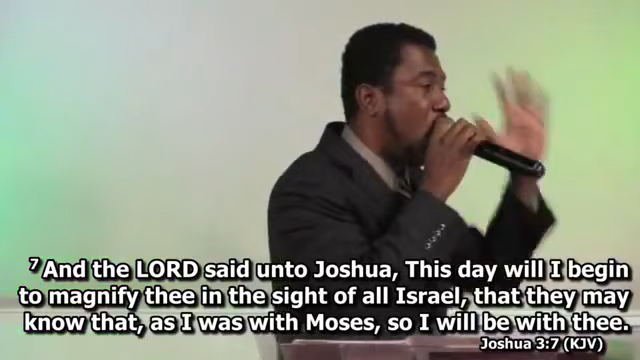 7 And the LORD said unto Joshua, This day will I begin
to magnify thee in the sight of all Israel, that they may
know that, as I was with Moses, so I will be with thee.
Joshua 3:7 (KJV)